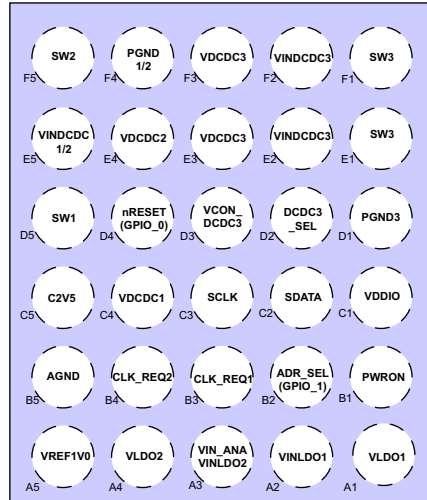 SW2
PGND
1/2
VDCDC3
VINDCDC3
SW3
F5
F4
F3
F2
F1
VINDCDC
1/2
VDCDC2
VDCDC3
VINDCDC3
SW3
E5
E4
E3
E2
E1
SW1
nRESET
(GPIO_0)
VCON_
DCDC3
DCDC3
_SEL
PGND3
D5
D4
D3
D2
D1
C2V5
VDCDC1
SCLK
SDATA
VDDIO
C5
C4
C3
C2
C1
AGND
CLK_REQ2
CLK_REQ1
ADR_SEL
(GPIO_1)
PWRON
B5
B4
B3
B2
B1
VREF1V0
VLDO2
VIN_ANA
VINLDO2
VINLDO1
VLDO1
A5
A4
A3
A2
A1